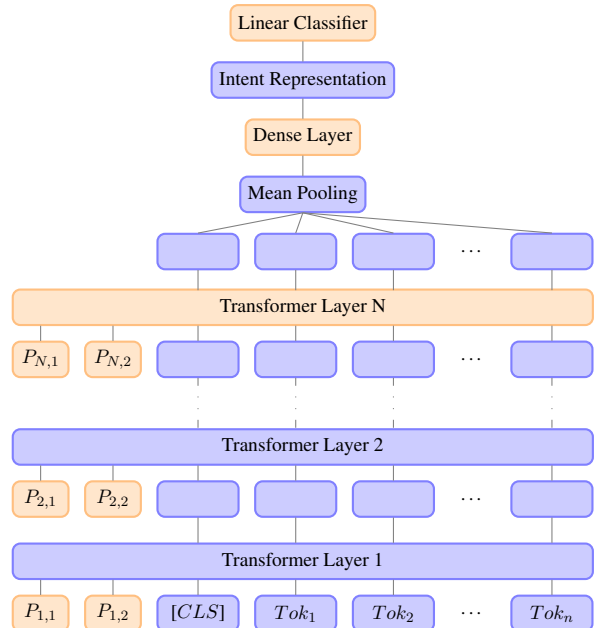 Linear Classifier
Intent Representation
Dense Layer
Mean Pooling
...
Transformer Layer N
P_{N,1} P_{N,2} ...
Transformer Layer 2
P_{2,1} P_{2,2} ...
Transformer Layer 1
P_{1,1} P_{1,2} [CLS] Tok_1 Tok_2 ... Tok_n